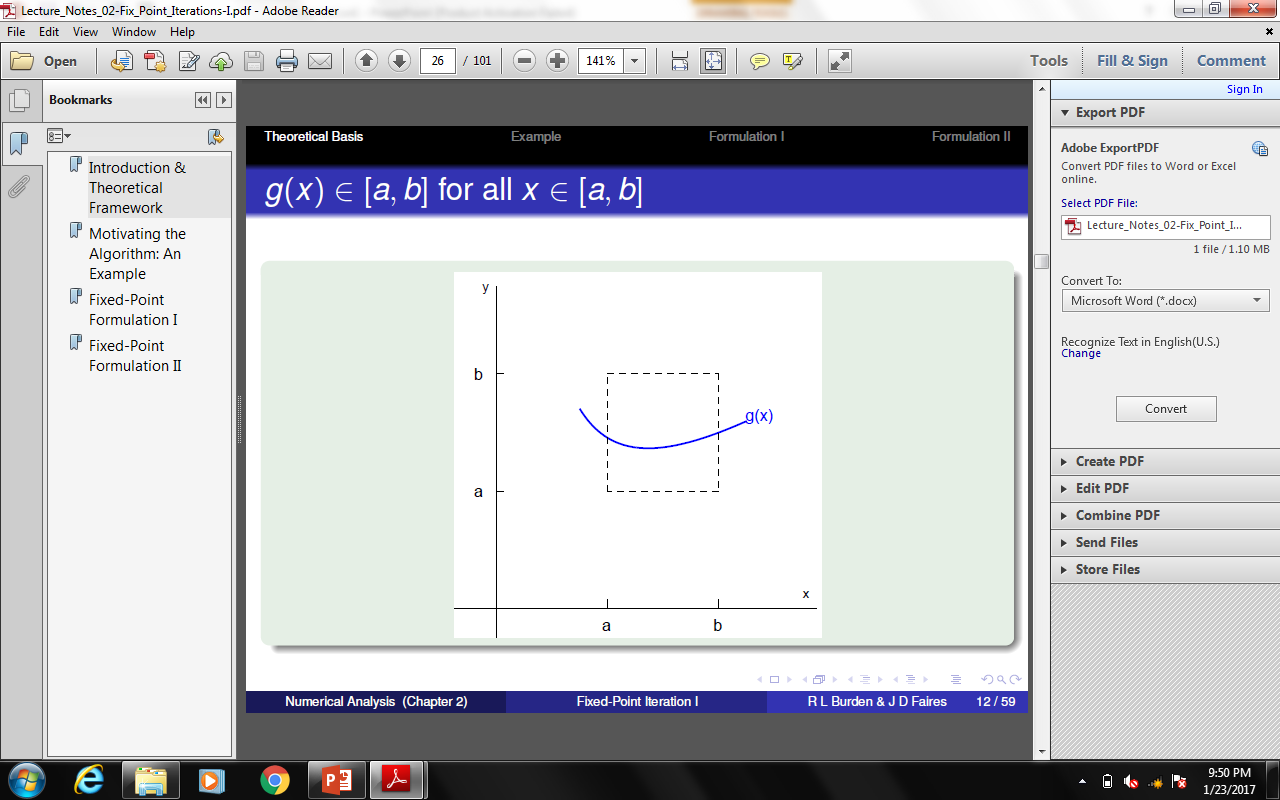 Lecture_Notes_02-Fix_Point_Iterations-I.pdf - Adobe Reader
File Edit View Window Help
Open 26 / 101 141% Tools Fill & Sign Comment
Sign In
Bookmarks
Introduction &
Theoretical
Framework
Motivating the
Algorithm: An
Example
Fixed-Point
Formulation I
Fixed-Point
Formulation II
Theoretical Basis Example Formulation I Formulation II
g(x) ∈ [a, b] for all x ∈ [a, b]
y
b
g(x)
a
x
a b
Numerical Analysis (Chapter 2) Fixed-Point Iteration I R L Burden & J D Faires 12 / 59
Export PDF
Adobe ExportPDF
Convert PDF files to Word or Excel
online.
Select PDF File:
Lecture_Notes_02-Fix_Point_I...
1 file / 1.10 MB
Convert To:
Microsoft Word (*.docx)
Recognize Text in English(U.S.)
Change
Convert
Create PDF
Edit PDF
Combine PDF
Send Files
Store Files
9:50 PM
1/23/2017